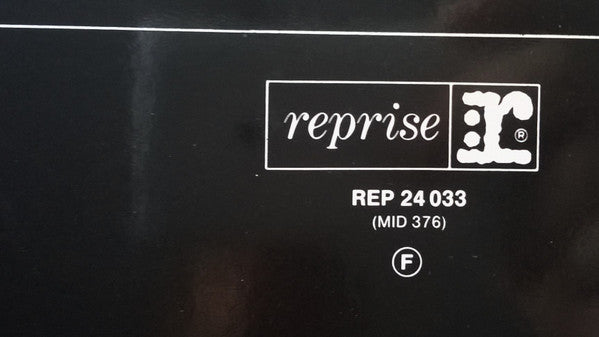 reprise r ®
REP 24 033
(MID 376)
F